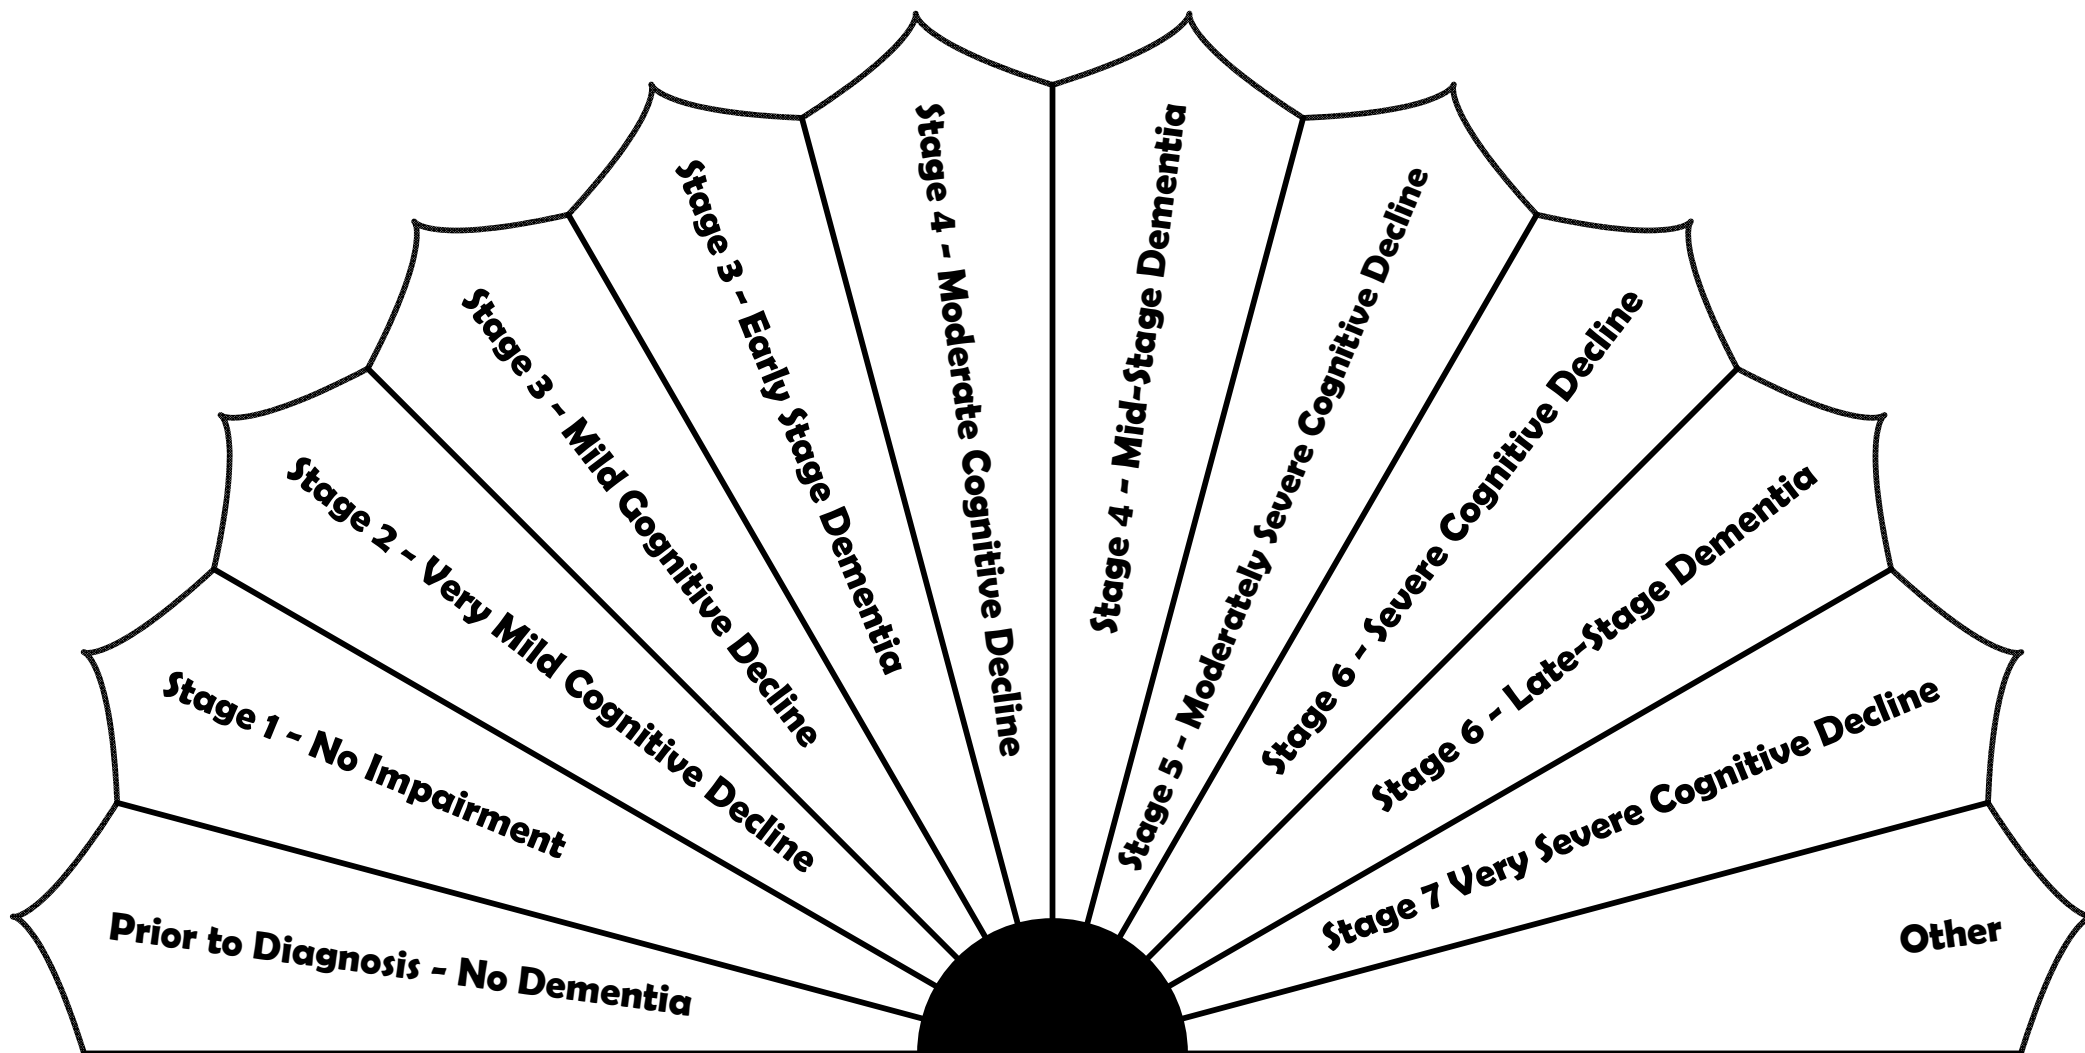 Prior to Diagnosis - No Dementia
Stage 1 - No Impairment
Stage 2 - Very Mild Cognitive Decline
Stage 3 - Mild Gognitive Decline
Stage 3 - Early Stage Dementia
Stage 4 - Moderate Cognitive Decline
Stage 4 - Mid-Stage Dementia
Stage 5 - Moderately Severe Cognitive Decline
Stage 6 - Severe Cognitive Decline
Stage 6 - Late-Stage Dementia
Stage 7 Very Severe Cognitive Decline
Other